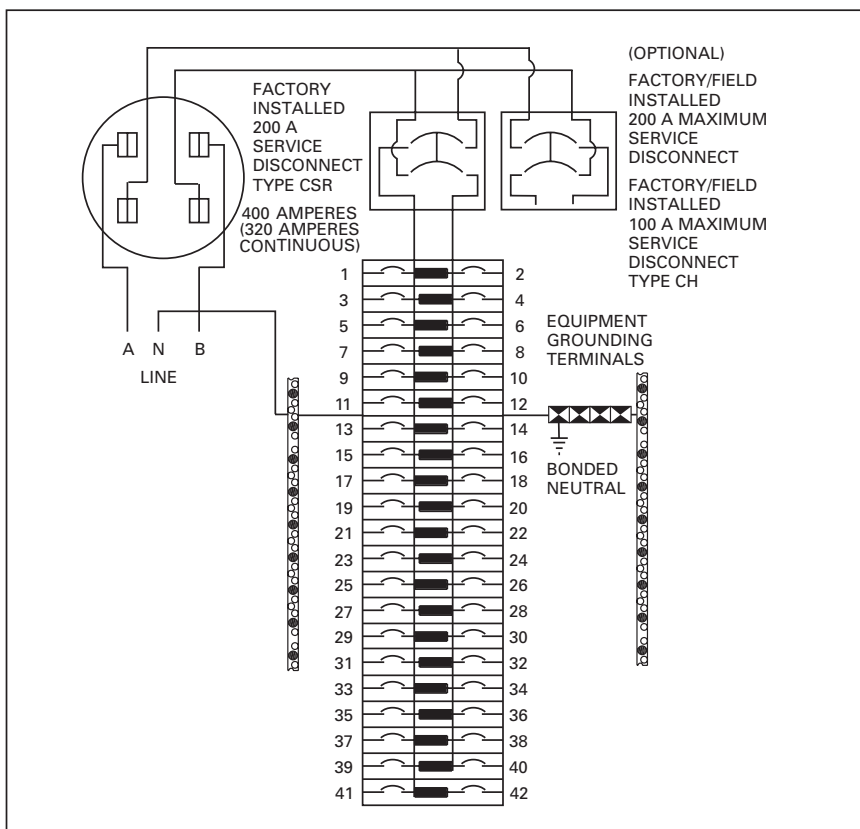 FACTORY
INSTALLED
200 A
SERVICE
DISCONNECT
TYPE CSR
400 AMPERES
(320 AMPERES
CONTINUOUS)
(OPTIONAL)
FACTORY/FIELD
INSTALLED
200 A MAXIMUM
SERVICE
DISCONNECT
FACTORY/FIELD
INSTALLED
100 A MAXIMUM
SERVICE
DISCONNECT
TYPE CH
A N B
LINE
EQUIPMENT
GROUNDING
TERMINALS
BONDED
NEUTRAL
1 2
3 4
5 6
7 8
9 10
11 12
13 14
15 16
17 18
19 20
21 22
23 24
25 26
27 28
29 30
31 32
33 34
35 36
37 38
39 40
41 42